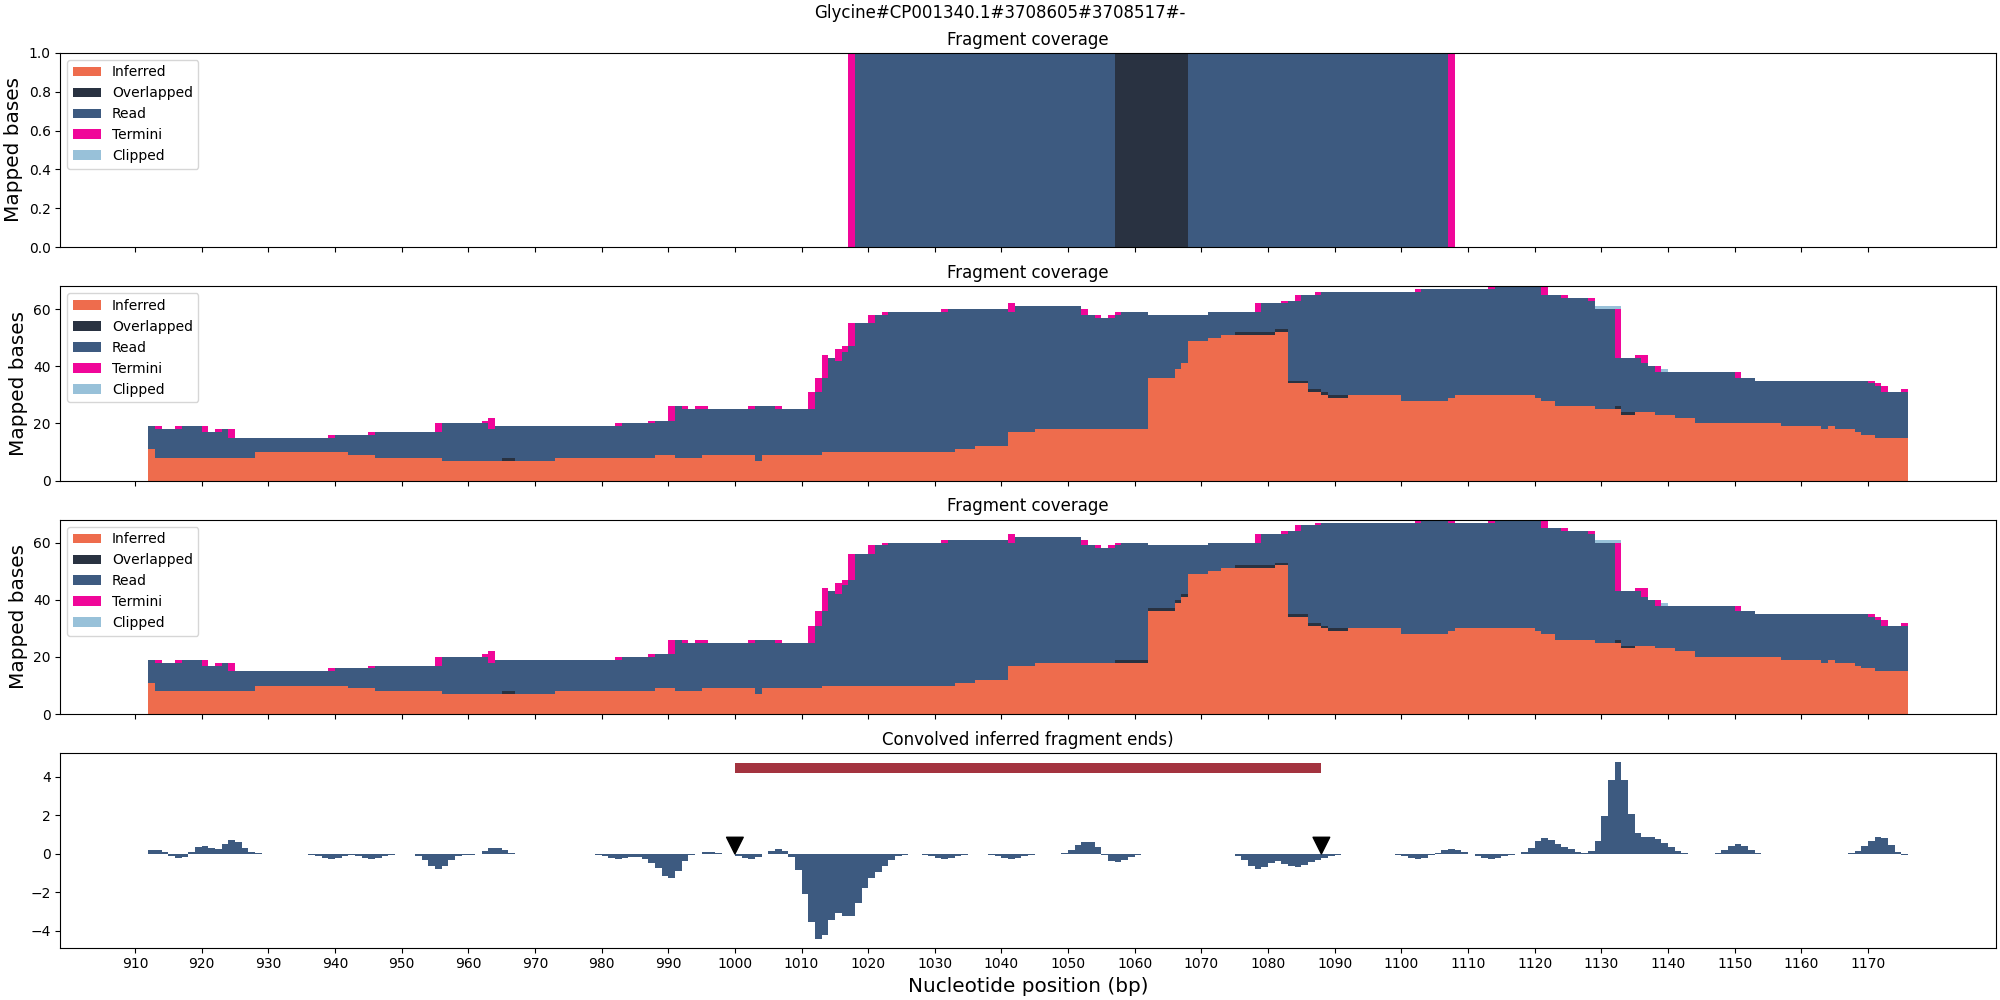 Glycine#CP001340.1#3708605#3708517#-
Fragment coverage
Mapped bases
1.0
0.8
0.6
0.4
0.2
0.0
Inferred
Overlapped
Read
Termini
Clipped
Fragment coverage
Mapped bases
60
40
20
0
Inferred
Overlapped
Read
Termini
Clipped
Fragment coverage
Mapped bases
60
40
20
0
Inferred
Overlapped
Read
Termini
Clipped
Convolved inferred fragment ends)
4
2
0
−2
−4
910 920 930 940 950 960 970 980 990 1000 1010 1020 1030 1040 1050 1060 1070 1080 1090 1100 1110 1120 1130 1140 1150 1160 1170
Nucleotide position (bp)